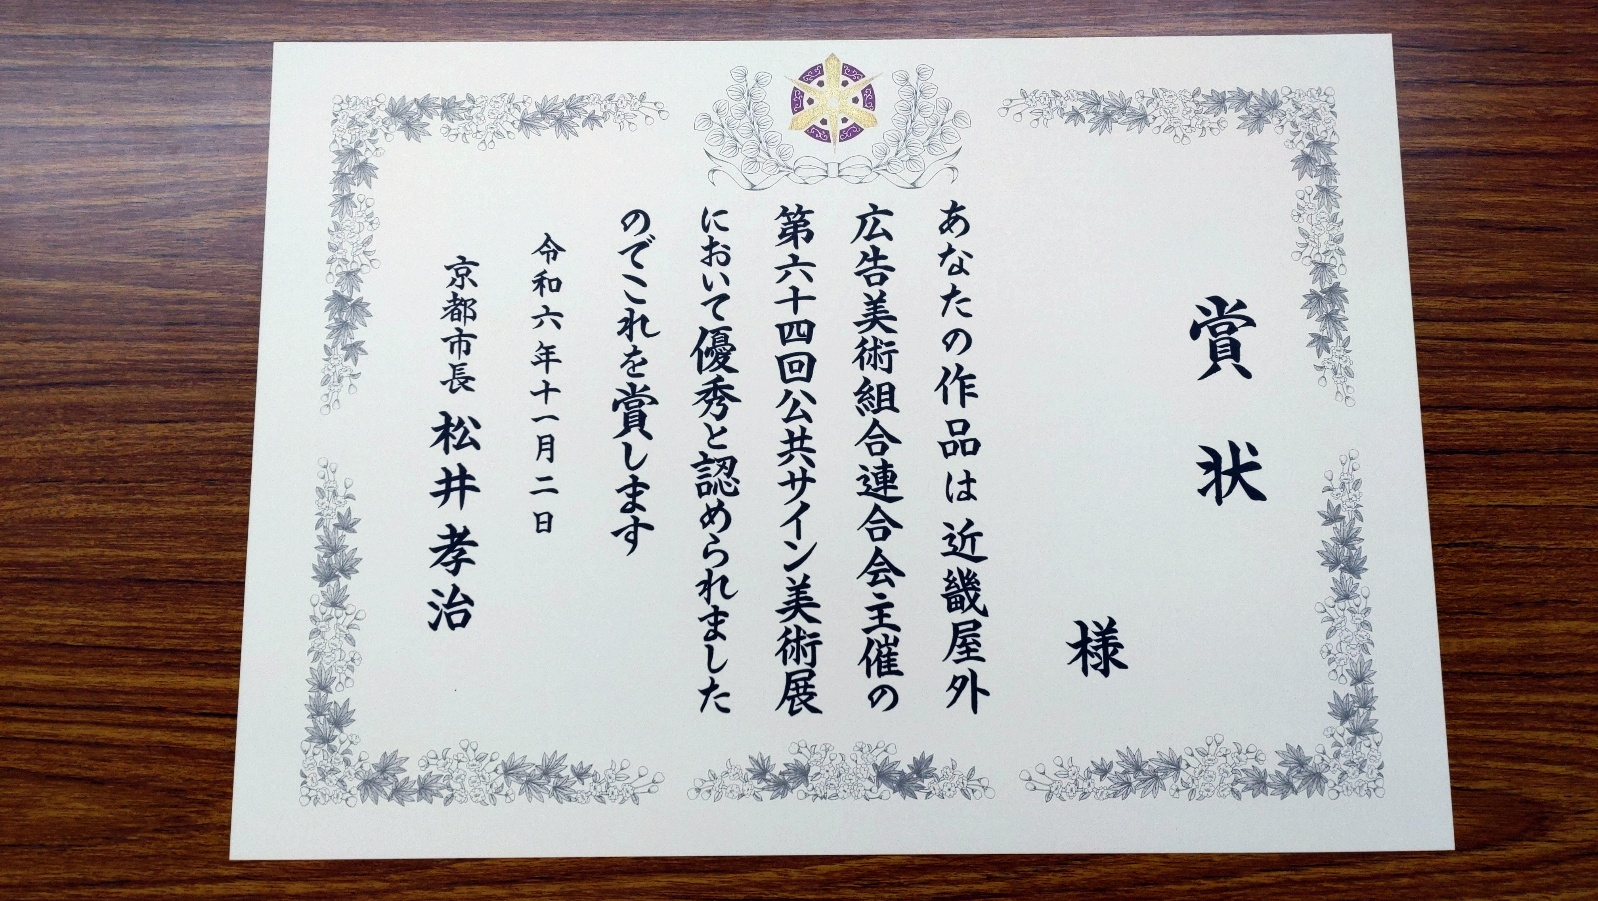 賞状
様
あなたの作品は近畿屋外
広告美術組合連合会主催の
第六十四回公共サイン美術展
において優秀と認められました
のでこれを賞します
令和六年十一月二日
京都市長 松井孝治